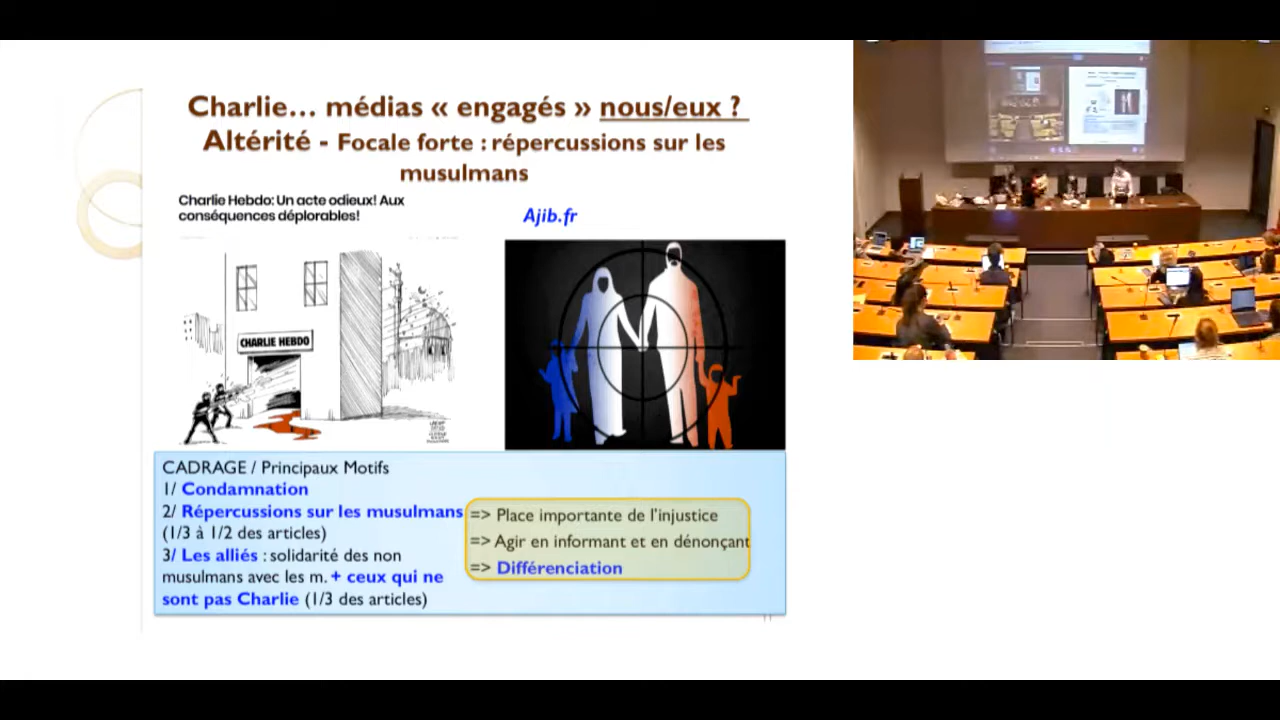 Charlie… médias « engagés » nous/eux ?
Altérité - Focale forte : répercussions sur les
musulmans
Charlie Hebdo: Un acte odieux! Aux
conséquences déplorables!
Ajib.fr
CHARLIE HEBDO
CADRAGE / Principaux Motifs
1/ Condamnation
2/ Répercussions sur les musulmans
(1/3 à 1/2 des articles)
3/ Les alliés : solidarité des non
musulmans avec les m. + ceux qui ne
sont pas Charlie (1/3 des articles)
=> Place importante de l'injustice
=> Agir en informant et en dénonçant
=> Différenciation